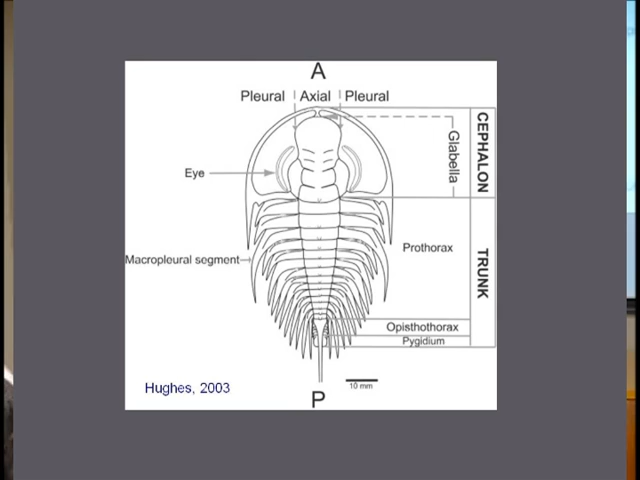 A
Pleural Axial Pleural
CEPHALON
Glabella
Eye
Prothorax
TRUNK
Macropleural segment
Opisthothorax
Pygidium
Hughes, 2003
10 mm
P